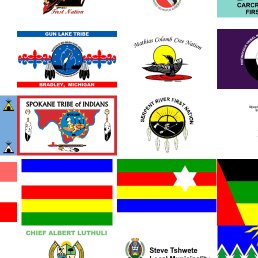 First Nation
CARCR
FIRS
GUN LAKE TRIBE
Mathias Colomb Cree Nation
BRADLEY, MICHIGAN
SPOKANE TRIBE of INDIANS
SERPENT RIVER FIRST NATION
CHIEF ALBERT LUTHULI
Steve Tshwete
Local Municipality